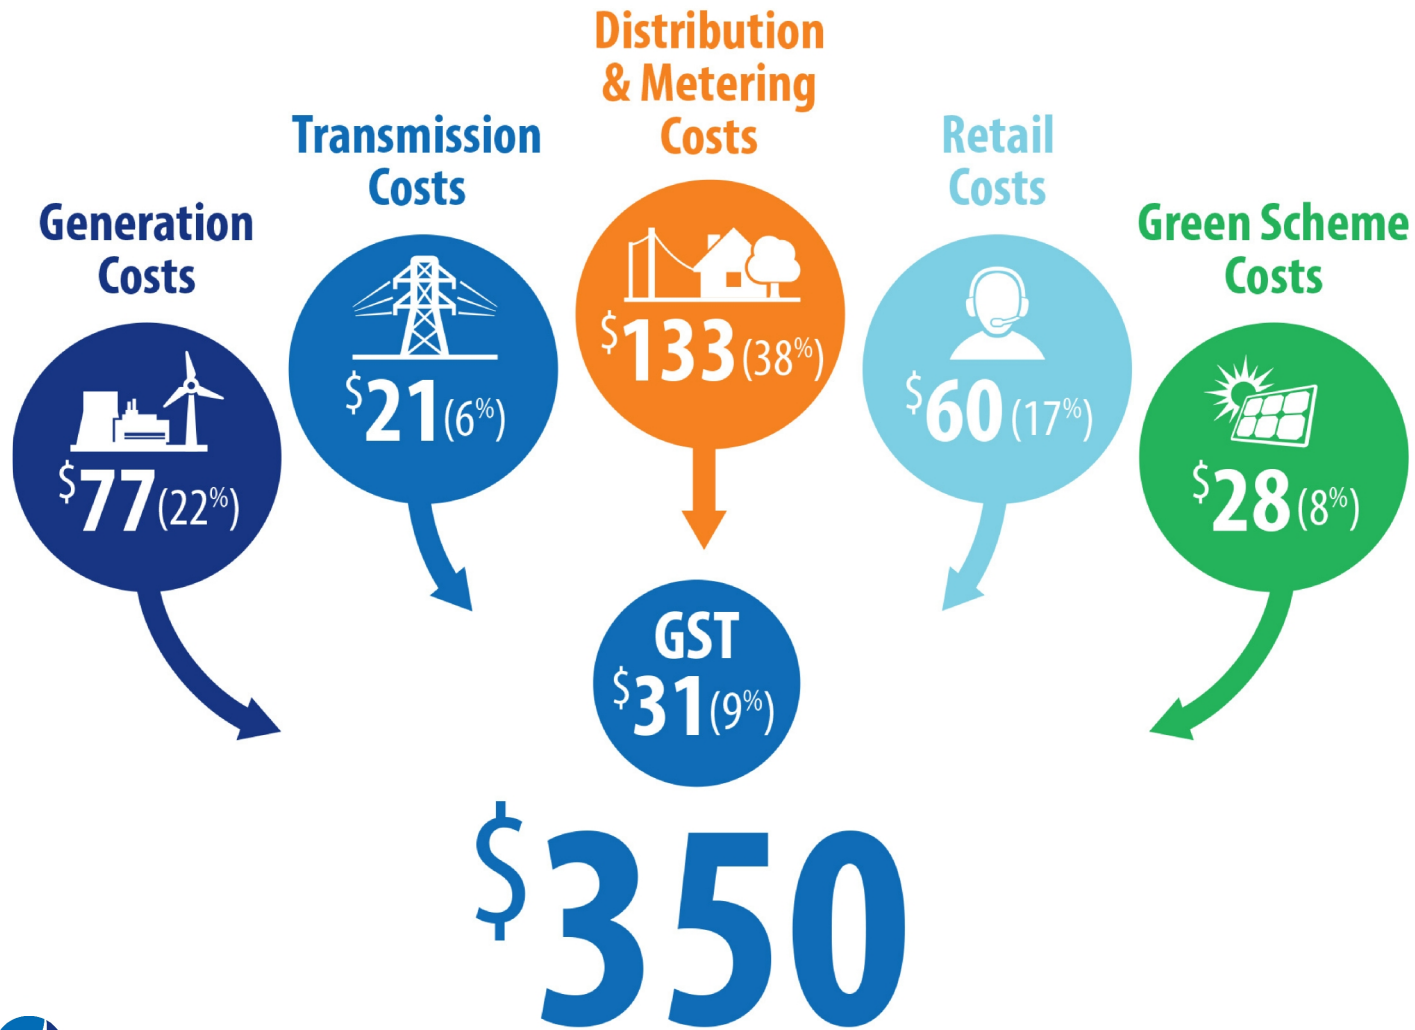 Distribution
& Metering
Costs
Transmission
Costs
Retail
Costs
Generation
Costs
Green Scheme
Costs
$133 (38%)
$21 (6%)
$60 (17%)
$77 (22%)
$28 (8%)
GST
$31 (9%)
$350